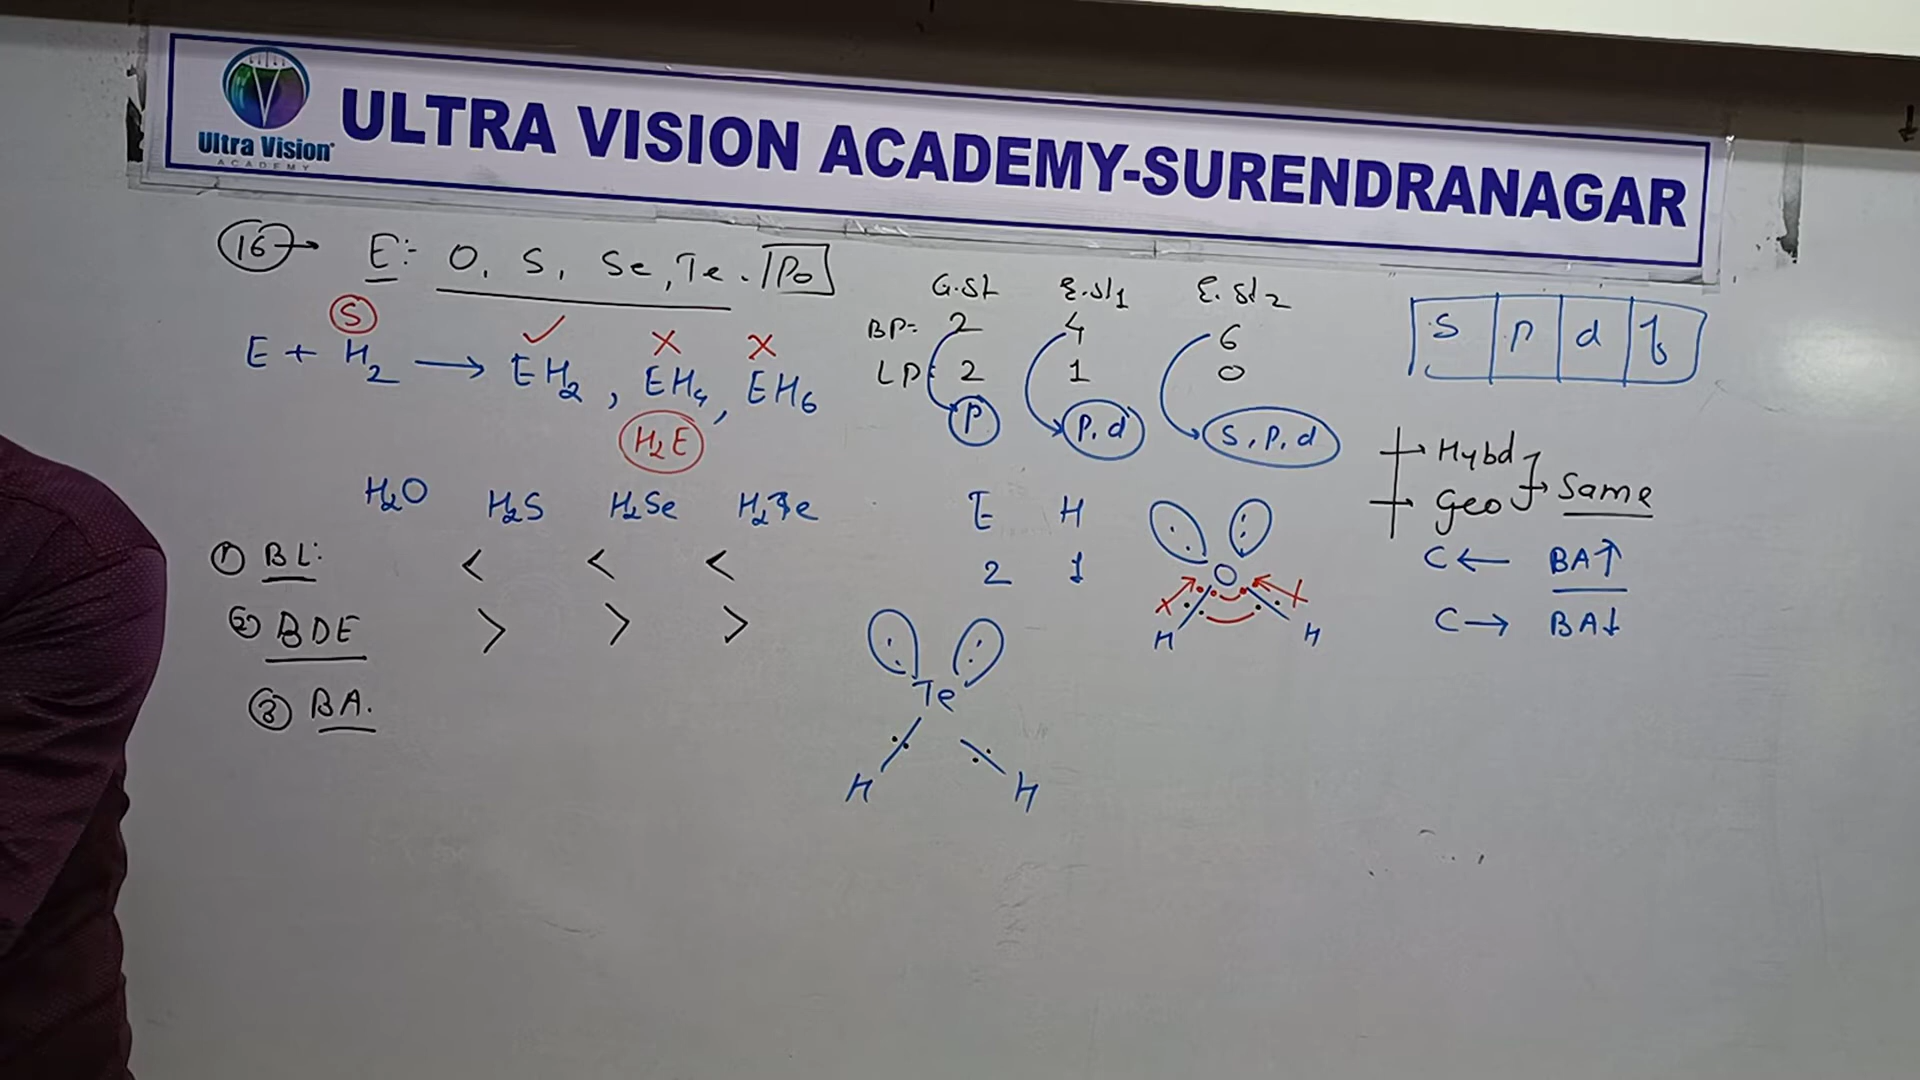 Ultra Vision
ACADEMY
ULTRA VISION ACADEMY-SURENDRANAGAR
16 → E:- O, S, Se, Te. Po
S
E + H₂ → EH₂, EH₄, EH₆
✓ X X
H₂E
G.St E.St1 E.St2
BP:- 2 4 6
LP: 2 1 0
P P, d S, P, d
S P d f
→ Hybd
→ Geo → Same
C ← BA↑
C → BA↓
H₂O H₂S H₂Se H₂Te
① BL: < < <
② BDE > > >
③ BA.
E H
2 1
O
H H
Te
H H